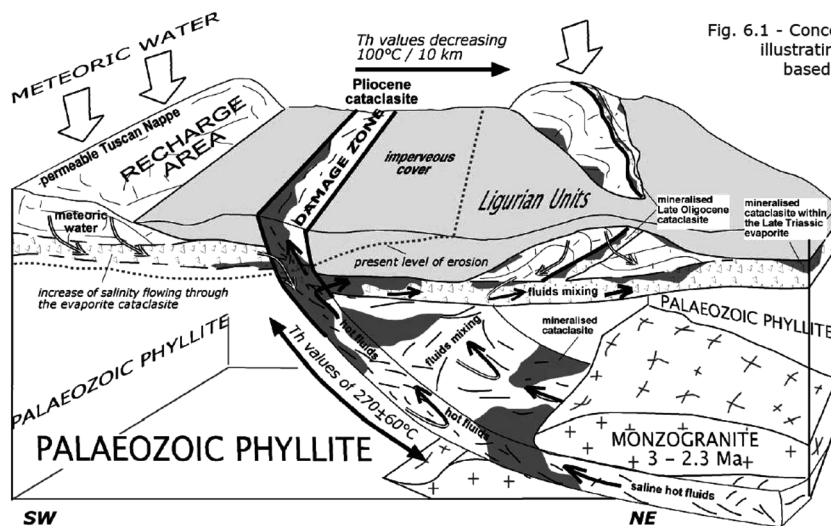 Fig. 6.1 - Conce
illustratin
based
METEORIC WATER
Th values decreasing
100°C / 10 km
Pliocene
cataclasite
permeable Tuscan Nappe
RECHARGE
AREA
DAMAGE ZONE
imperveous
cover
Ligurian Units
meteoric
water
mineralised
Late Oligocene
cataclasite
mineralised
cataclasite within
the Late Triassic
evaporite
present level of erosion
increase of salinity flowing through
the evaporite cataclasite
fluids mixing
PALAEOZOIC PHYLLITE
hot fluids
fluids mixing
mineralised
cataclasite
PALAEOZOIC PHYLLITE
Th values of 270±60°C
hot fluids
PALAEOZOIC PHYLLITE
MONZOGRANITE
3 – 2.3 Ma
saline hot fluids
SW
NE